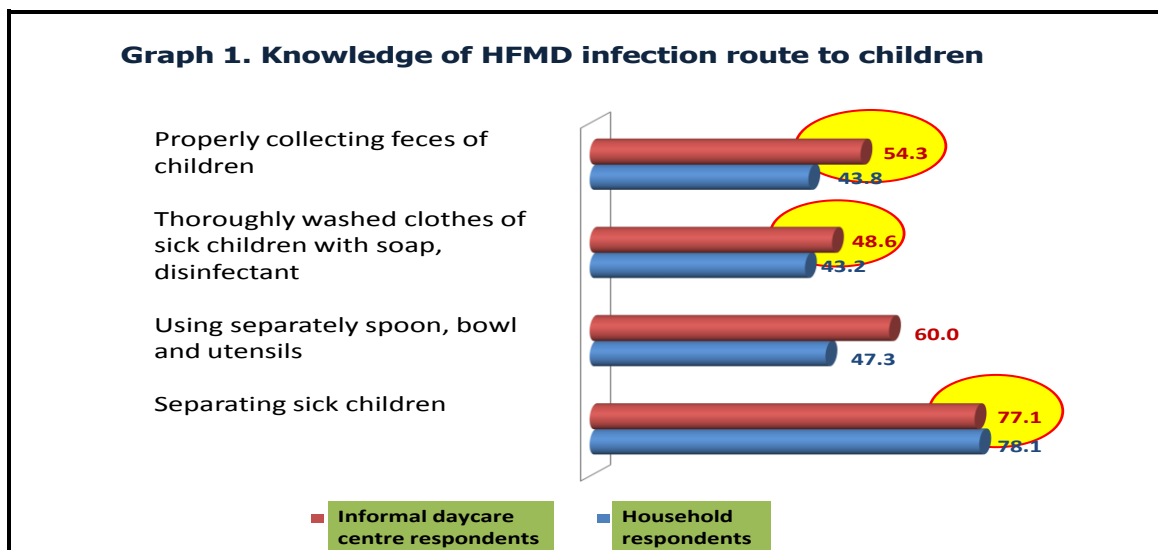 Graph 1. Knowledge of HFMD infection route to children
Properly collecting feces of
children
54.3
43.8
Thoroughly washed clothes of
sick children with soap,
disinfectant
48.6
43.2
Using separately spoon, bowl
and utensils
60.0
47.3
Separating sick children
77.1
78.1
Informal daycare
centre respondents
Household
respondents